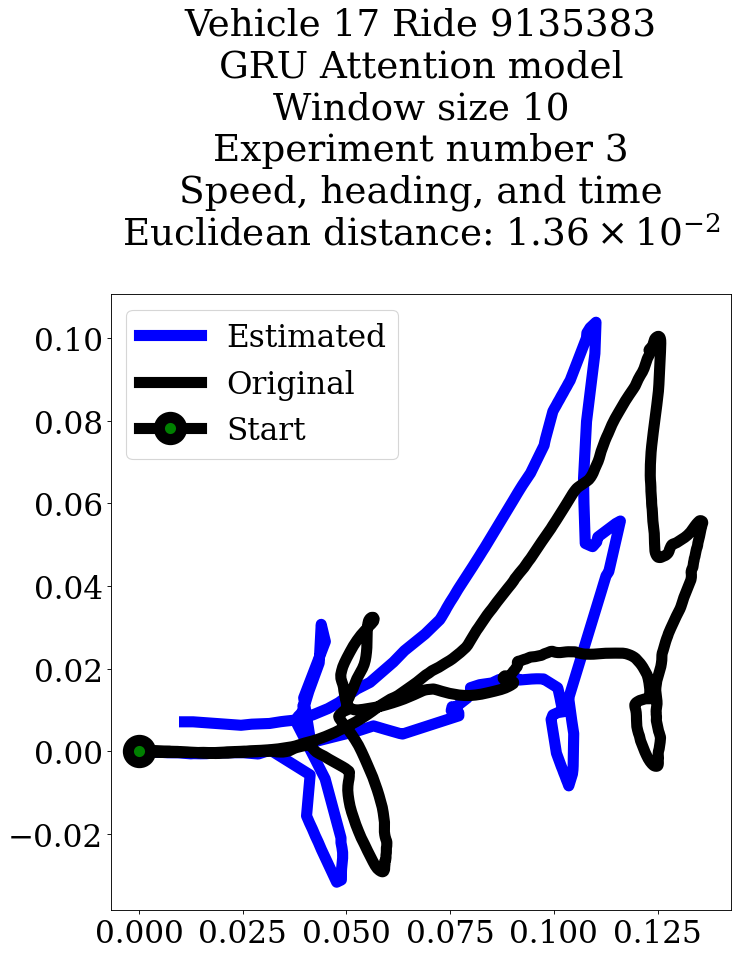 Vehicle 17 Ride 9135383
GRU Attention model
Window size 10
Experiment number 3
Speed, heading, and time
Euclidean distance: 1.36 × 10⁻²
Estimated
Original
Start
0.10
0.08
0.06
0.04
0.02
0.00
−0.02
0.000 0.025 0.050 0.075 0.100 0.125